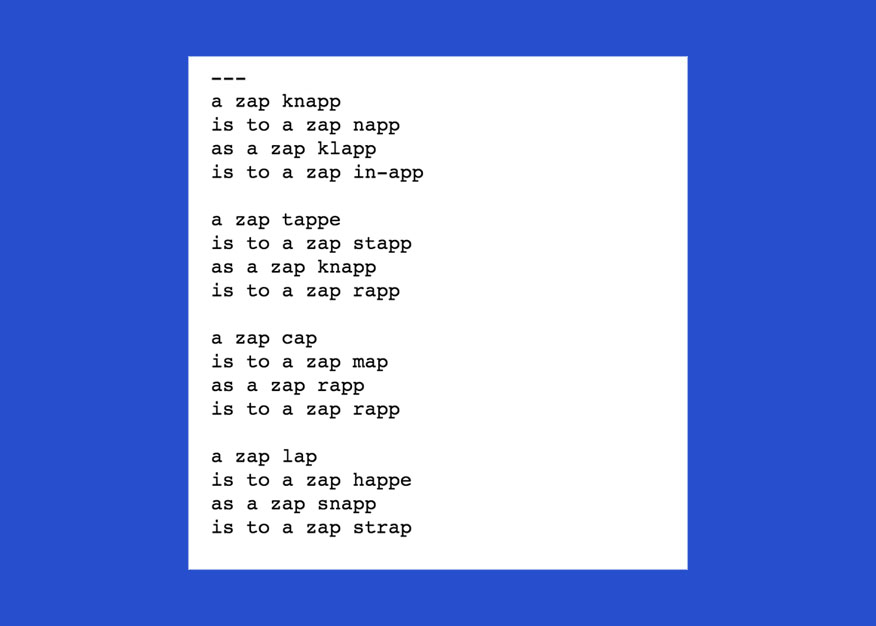 ---
a zap knapp
is to a zap napp
as a zap klapp
is to a zap in-app

a zap tappe
is to a zap stapp
as a zap knapp
is to a zap rapp

a zap cap
is to a zap map
as a zap rapp
is to a zap rapp

a zap lap
is to a zap happe
as a zap snapp
is to a zap strap